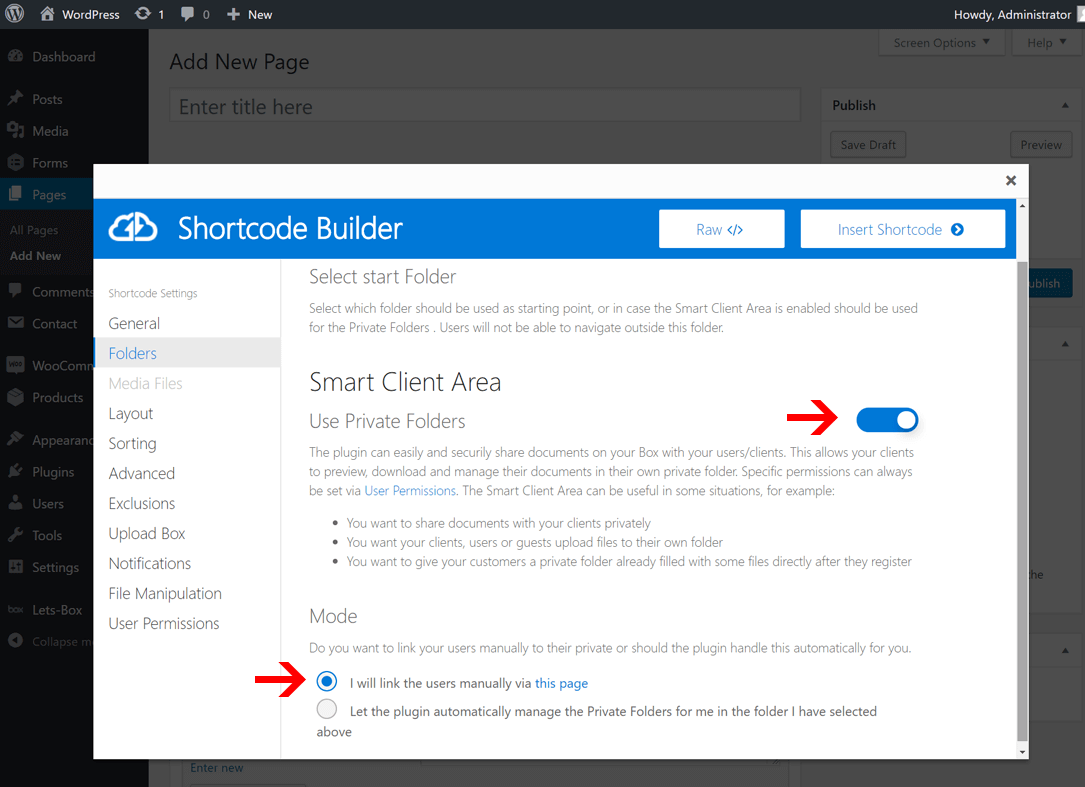 WordPress 1 0 New Howdy, Administrator
Screen Options Help
Dashboard
Posts
Media
Forms
Pages
All Pages
Add New
Comments
Contact
WooComm
Products
Appearanc
Plugins
Users
Tools
Settings
box Lets-Box
Collapse m
Add New Page
Enter title here
Publish
Save Draft Preview
ublish
the
Enter new
Shortcode Builder Raw </> Insert Shortcode
Shortcode Settings
General
Folders
Media Files
Layout
Sorting
Advanced
Exclusions
Upload Box
Notifications
File Manipulation
User Permissions
Select start Folder
Select which folder should be used as starting point, or in case the Smart Client Area is enabled should be used
for the Private Folders . Users will not be able to navigate outside this folder.
Smart Client Area
Use Private Folders
The plugin can easily and securily share documents on your Box with your users/clients. This allows your clients
to preview, download and manage their documents in their own private folder. Specific permissions can always
be set via User Permissions. The Smart Client Area can be useful in some situations, for example:
You want to share documents with your clients privately
You want your clients, users or guests upload files to their own folder
You want to give your customers a private folder already filled with some files directly after they register
Mode
Do you want to link your users manually to their private or should the plugin handle this automatically for you.
I will link the users manually via this page
Let the plugin automatically manage the Private Folders for me in the folder I have selected
above